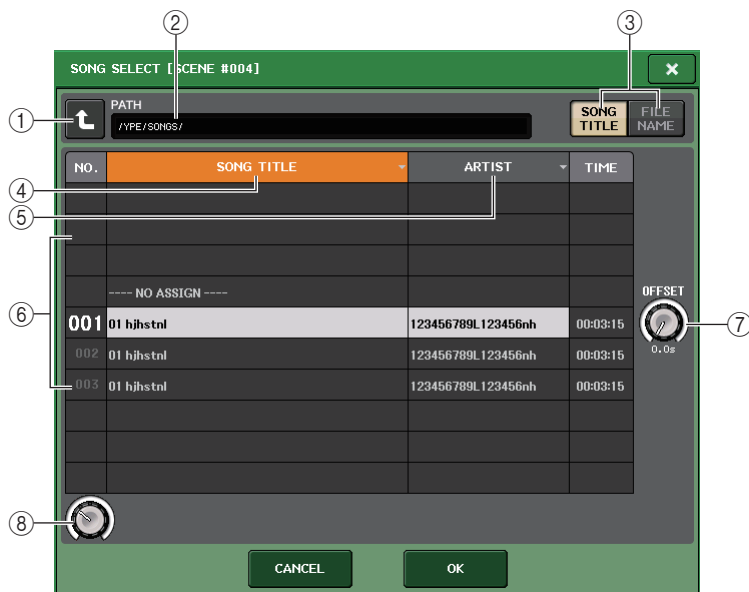 ② ③
SONG SELECT [SCENE #004]
①
PATH
/YPE/SONGS/
SONG TITLE
FILE NAME
NO. SONG TITLE ARTIST TIME
④
⑤
---- NO ASSIGN ----
OFFSET
⑥
001 01 hjhstnl 123456789L123456nh 00:03:15
⑦
0.0s
002 01 hjhstnl 123456789L123456nh 00:03:15
003 01 hjhstnl 123456789L123456nh 00:03:15
⑧
CANCEL OK